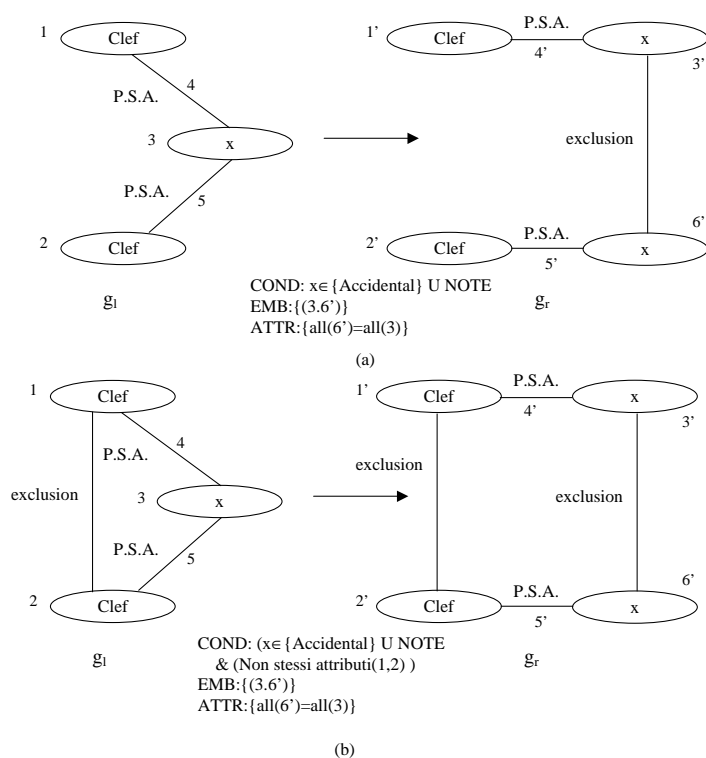 1 Clef
P.S.A. 4
3 x
P.S.A. 5
2 Clef
g_l
1’ Clef P.S.A. 4’ x 3’
exclusion
2’ Clef P.S.A. 5’ x 6’
g_r
COND: x∈{Accidental} U NOTE
EMB:{(3.6’)}
ATTR:{all(6’)=all(3)}
(a)
1 Clef
P.S.A. 4
exclusion
3 x
P.S.A. 5
2 Clef
g_l
1’ Clef P.S.A. 4’ x 3’
exclusion exclusion
2’ Clef P.S.A. 5’ x 6’
g_r
COND: (x∈{Accidental} U NOTE
& (Non stessi attributi(1,2) )
EMB:{(3.6’)}
ATTR:{all(6’)=all(3)}
(b)